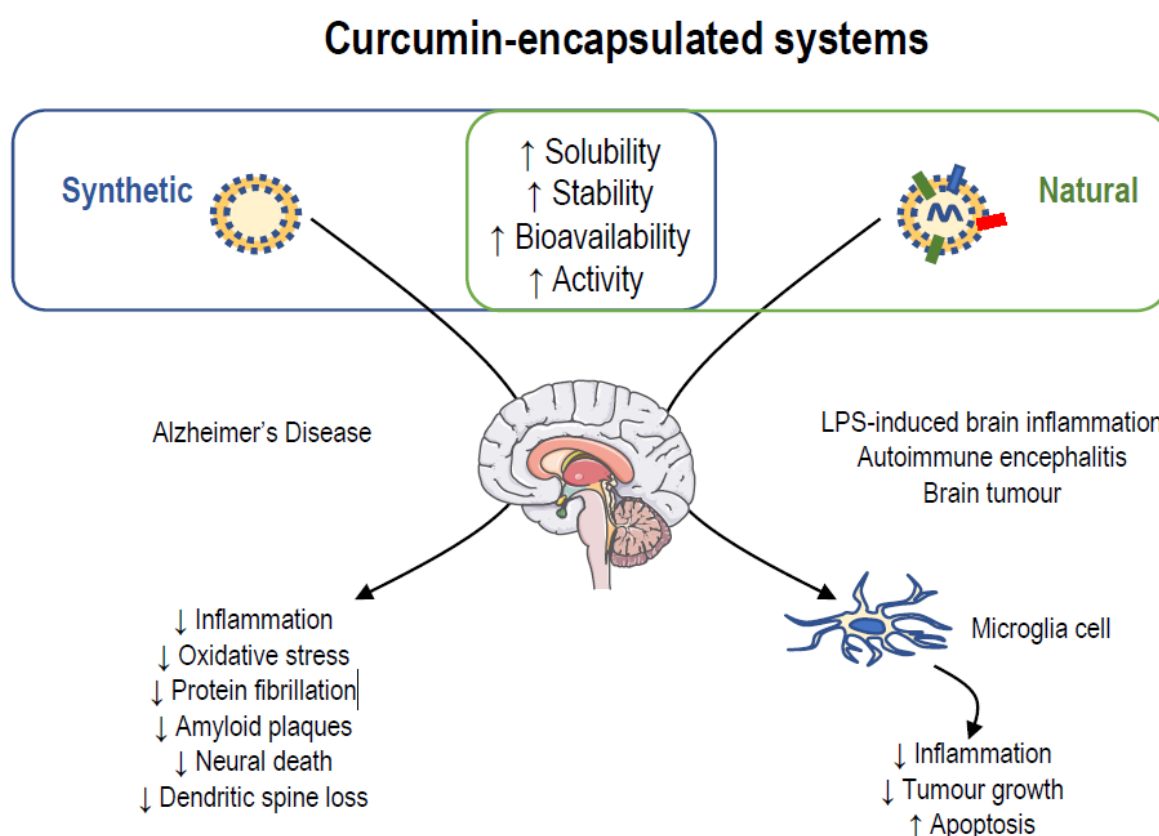 Curcumin-encapsulated systems
Synthetic
↑ Solubility
↑ Stability
↑ Bioavailability
↑ Activity
Natural
Alzheimer's Disease
LPS-induced brain inflammation
Autoimmune encephalitis
Brain tumour
↓ Inflammation
↓ Oxidative stress
↓ Protein fibrillation
↓ Amyloid plaques
↓ Neural death
↓ Dendritic spine loss
Microglia cell
↓ Inflammation
↓ Tumour growth
↑ Apoptosis